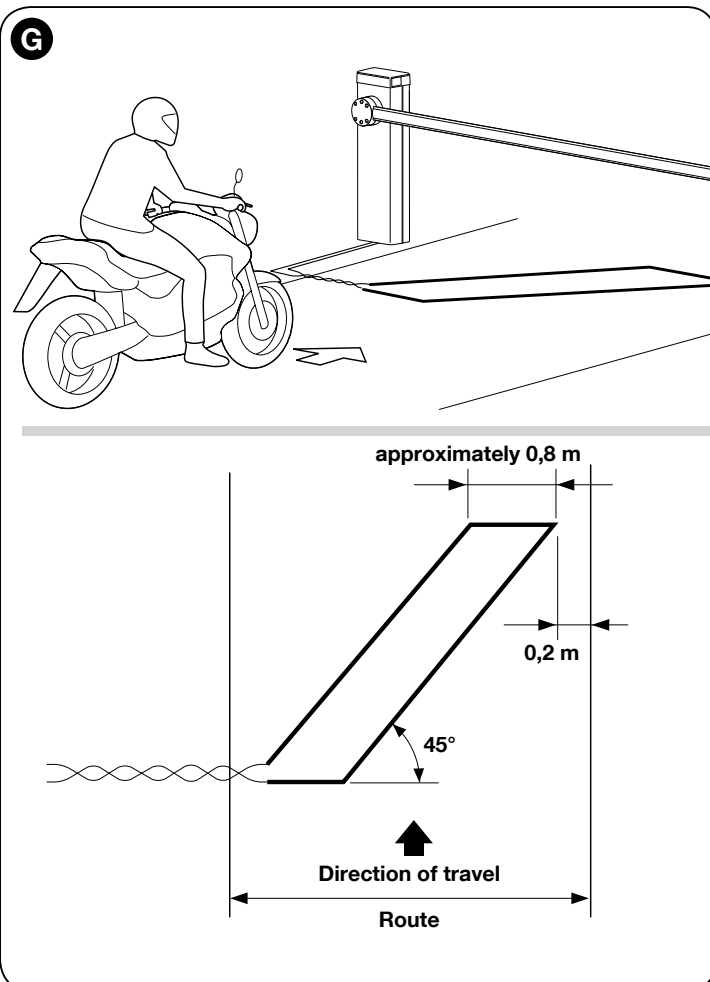 G
approximately 0,8 m
0,2 m
45°
Direction of travel
Route